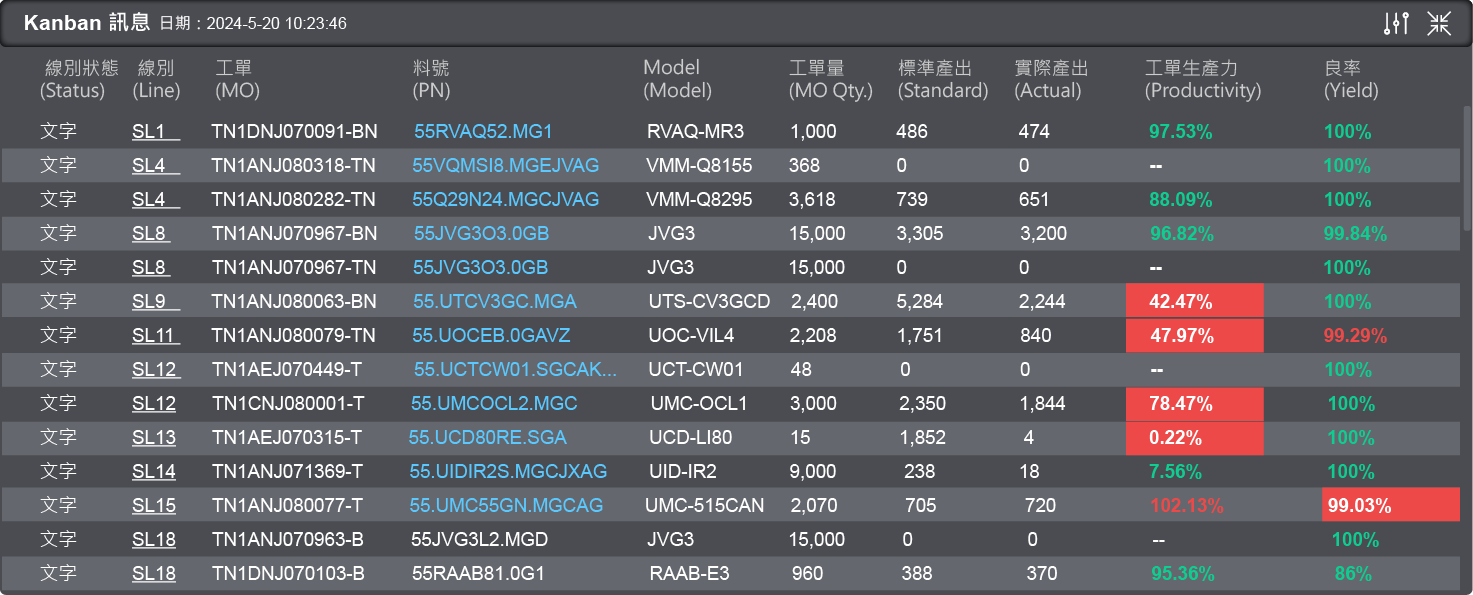 Kanban 訊息 日期：2024-5-20 10:23:46
線別狀態 線別 工單 料號 Model 工單量 標準產出 實際產出 工單生產力 良率
(Status) (Line) (MO) (PN) (Model) (MO Qty.) (Standard) (Actual) (Productivity) (Yield)
文字 SL1 TN1DNJ070091-BN 55RVAQ52.MG1 RVAQ-MR3 1,000 486 474 97.53% 100%
文字 SL4 TN1ANJ080318-TN 55VQMSI8.MGEJVAG VMM-Q8155 368 0 0 -- 100%
文字 SL4 TN1ANJ080282-TN 55Q29N24.MGCJVAG VMM-Q8295 3,618 739 651 88.09% 100%
文字 SL8 TN1ANJ070967-BN 55JVG3O3.0GB JVG3 15,000 3,305 3,200 96.82% 99.84%
文字 SL8 TN1ANJ070967-TN 55JVG3O3.0GB JVG3 15,000 0 0 -- 100%
文字 SL9 TN1ANJ080063-BN 55.UTCV3GC.MGA UTS-CV3GCD 2,400 5,284 2,244 42.47% 100%
文字 SL11 TN1ANJ080079-TN 55.UOCEB.0GAVZ UOC-VIL4 2,208 1,751 840 47.97% 99.29%
文字 SL12 TN1AEJ070449-T 55.UCTCW01.SGCAK... UCT-CW01 48 0 0 -- 100%
文字 SL12 TN1CNJ080001-T 55.UMCOCL2.MGC UMC-OCL1 3,000 2,350 1,844 78.47% 100%
文字 SL13 TN1AEJ070315-T 55.UCD80RE.SGA UCD-LI80 15 1,852 4 0.22% 100%
文字 SL14 TN1ANJ071369-T 55.UIDIR2S.MGCJXAG UID-IR2 9,000 238 18 7.56% 100%
文字 SL15 TN1ANJ080077-T 55.UMC55GN.MGCAG UMC-515CAN 2,070 705 720 102.13% 99.03%
文字 SL18 TN1ANJ070963-B 55JVG3L2.MGD JVG3 15,000 0 0 -- 100%
文字 SL18 TN1DNJ070103-B 55RAAB81.0G1 RAAB-E3 960 388 370 95.36% 86%